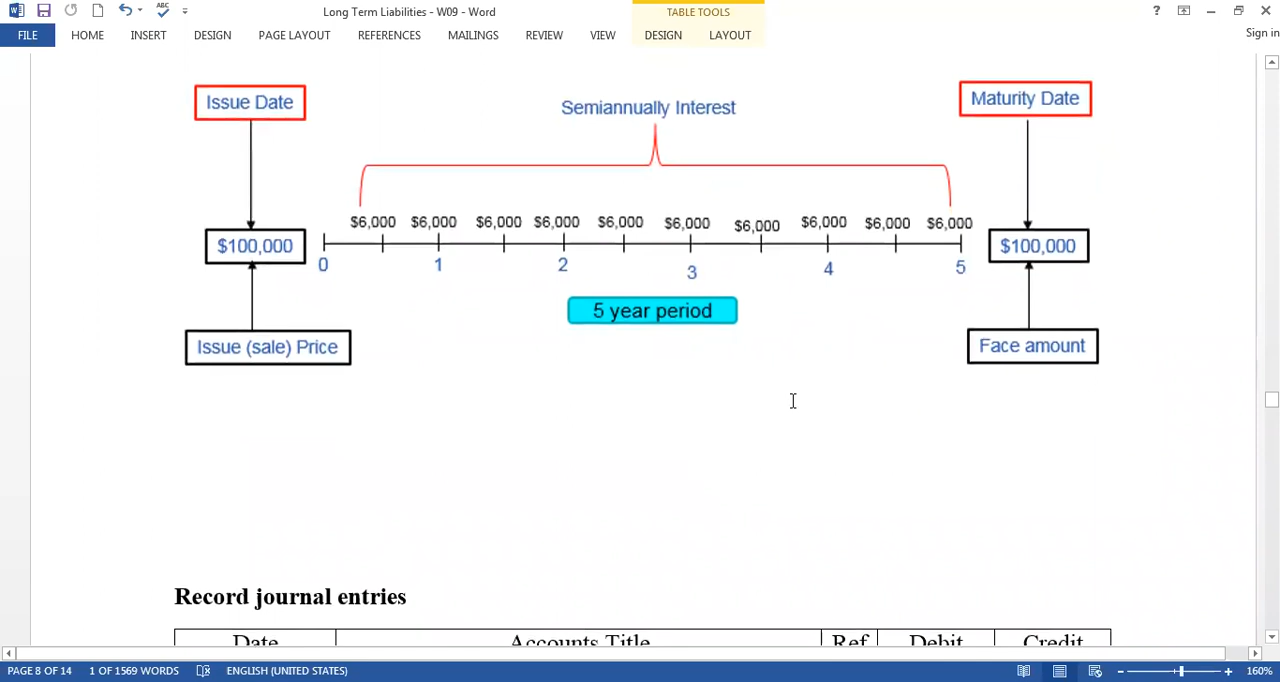 Long Term Liabilities - W09 - Word
TABLE TOOLS
?
Sign in
FILE HOME INSERT DESIGN PAGE LAYOUT REFERENCES MAILINGS REVIEW VIEW DESIGN LAYOUT
Issue Date
Semiannually Interest
Maturity Date
$6,000 $6,000 $6,000 $6,000 $6,000 $6,000 $6,000 $6,000 $6,000 $6,000
$100,000
$100,000
0 1 2 3 4 5
5 year period
Issue (sale) Price
Face amount
Record journal entries
Date Accounts Title Ref Debit Credit
PAGE 8 OF 14 1 OF 1569 WORDS ENGLISH (UNITED STATES) 160%